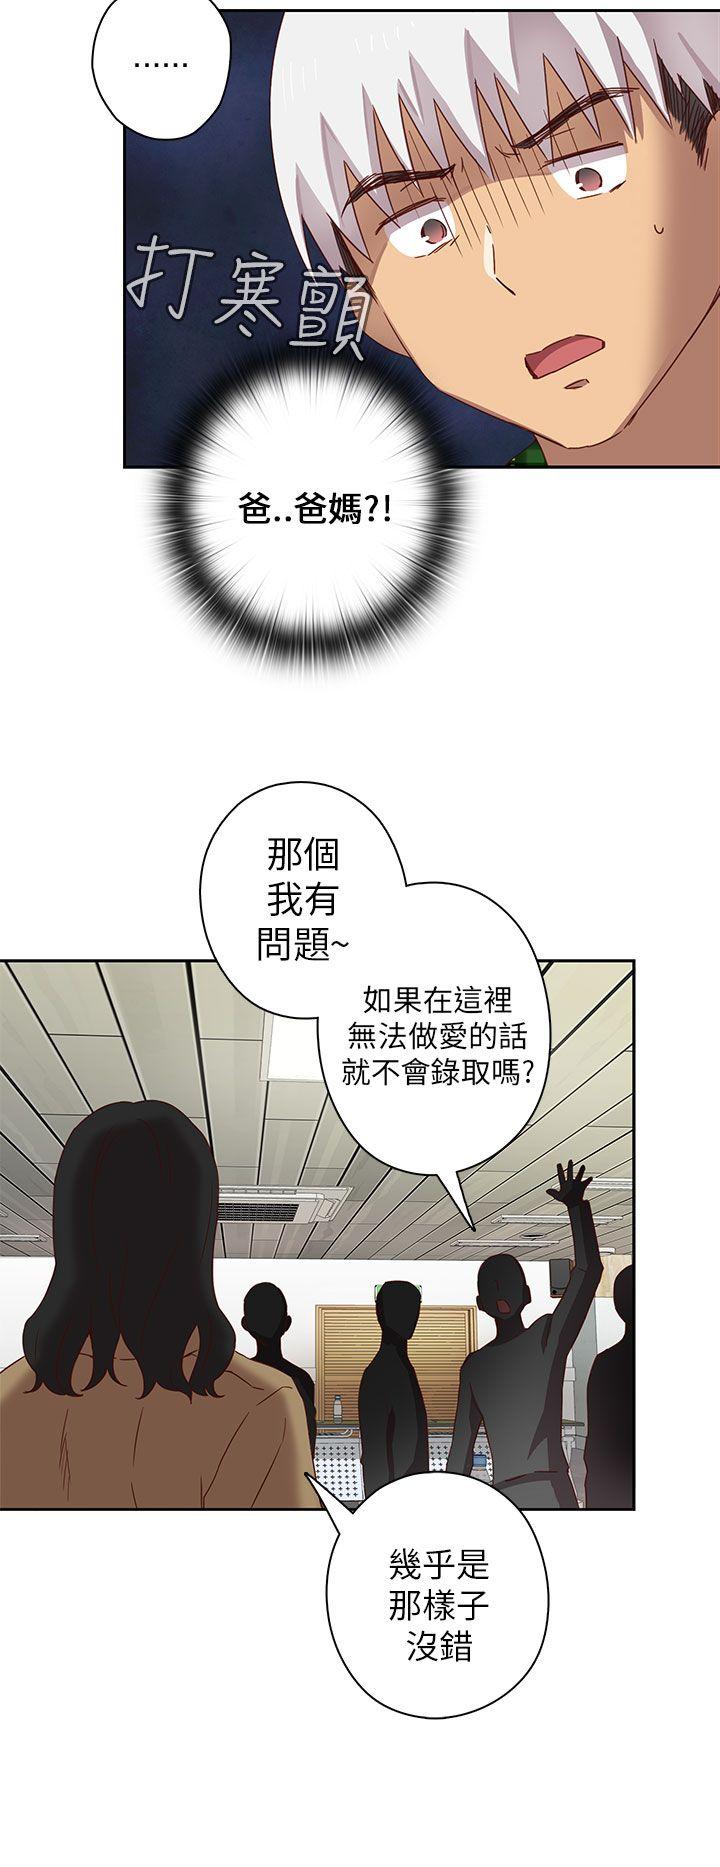 ......
打寒顫
爸..爸媽?!
那個
我有
問題~
如果在這裡
無法做愛的話
就不會錄取嗎?
幾乎是
那樣子
沒錯